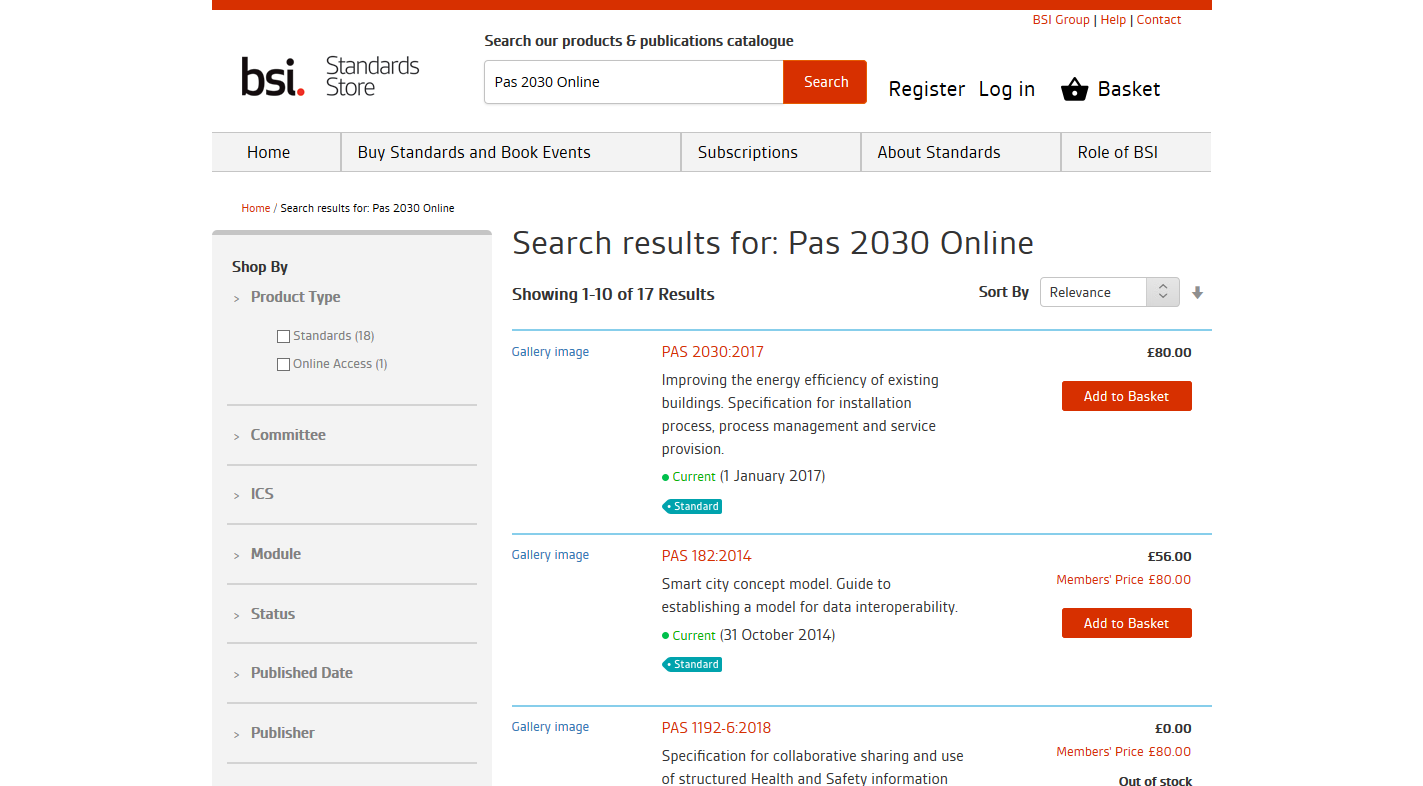 BSI Group | Help | Contact
Search our products & publications catalogue
bsi.
Standards
Store
Pas 2030 Online
Search
Register
Log in
Basket
Home
Buy Standards and Book Events
Subscriptions
About Standards
Role of BSI
Home / Search results for: Pas 2030 Online
Shop By
> Product Type
Standards (18)
Online Access (1)
> Committee
> ICS
> Module
> Status
> Published Date
> Publisher
Search results for: Pas 2030 Online
Showing 1-10 of 17 Results
Sort By
Relevance
Gallery image
PAS 2030:2017
£80.00
Improving the energy efficiency of existing
buildings. Specification for installation
process, process management and service
provision.
Add to Basket
Current (1 January 2017)
Standard
Gallery image
PAS 182:2014
£56.00
Members' Price £80.00
Smart city concept model. Guide to
establishing a model for data interoperability.
Add to Basket
Current (31 October 2014)
Standard
Gallery image
PAS 1192-6:2018
£0.00
Members' Price £80.00
Specification for collaborative sharing and use
of structured Health and Safety information
Out of stock